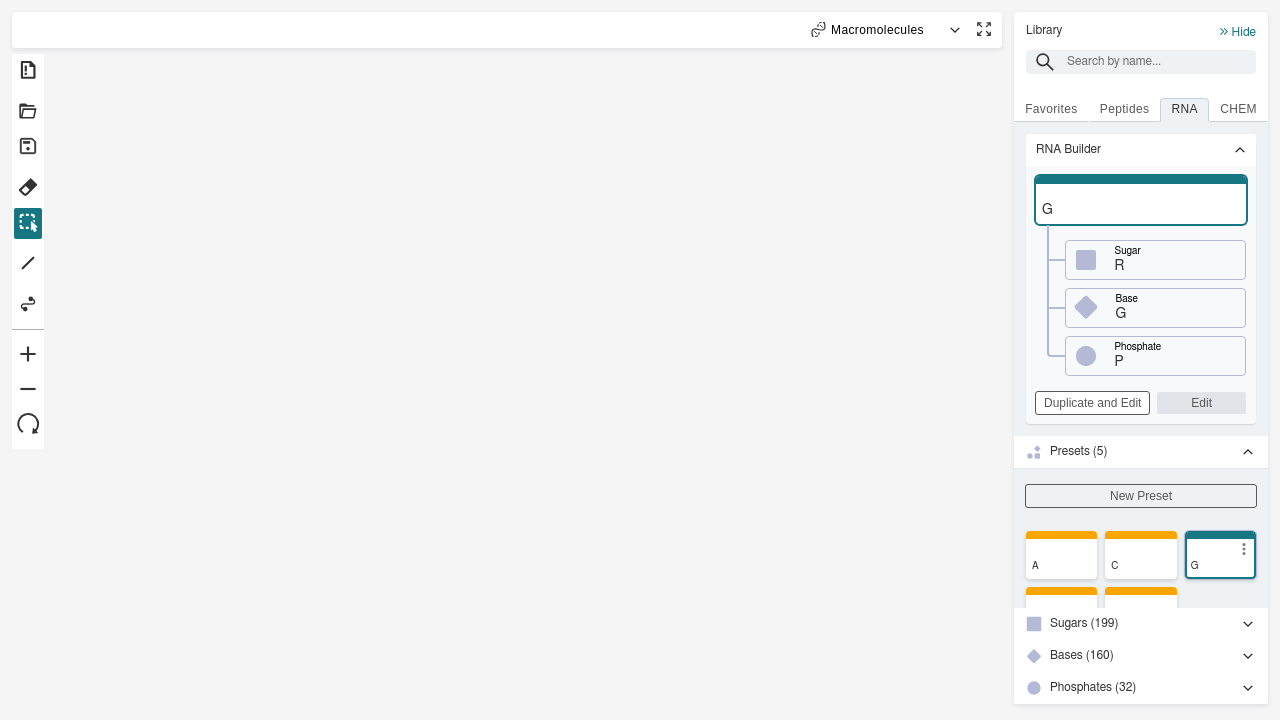 Macromolecules
Library
Hide
Search by name...
Favorites
Peptides
RNA
CHEM
RNA Builder
G
Sugar
R
Base
G
Phosphate
P
Duplicate and Edit
Edit
Presets (5)
New Preset
A
C
G
Sugars (199)
Bases (160)
Phosphates (32)